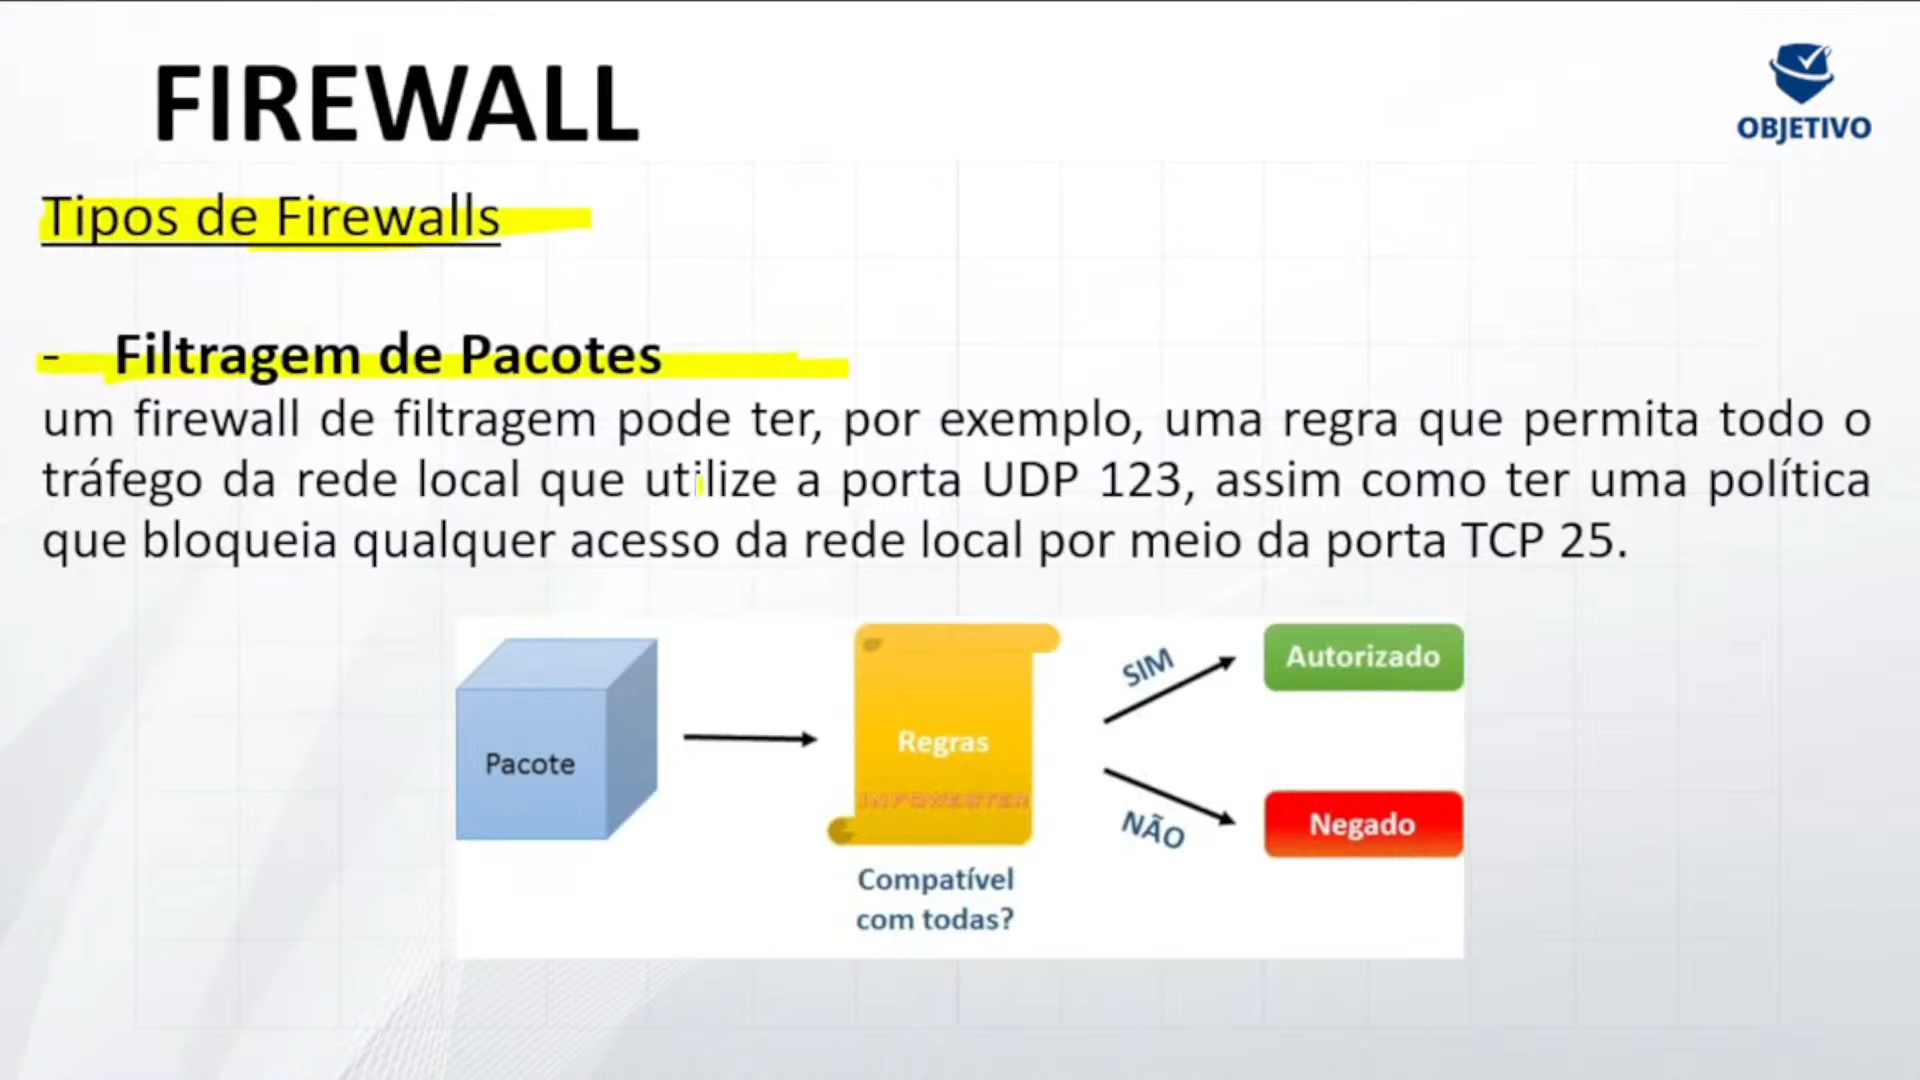 FIREWALL
OBJETIVO
Tipos de Firewalls
- Filtragem de Pacotes
um firewall de filtragem pode ter, por exemplo, uma regra que permita todo o
tráfego da rede local que utilize a porta UDP 123, assim como ter uma política
que bloqueia qualquer acesso da rede local por meio da porta TCP 25.
Pacote
Regras
INFOWESTER
Compatível
com todas?
SIM
NÃO
Autorizado
Negado